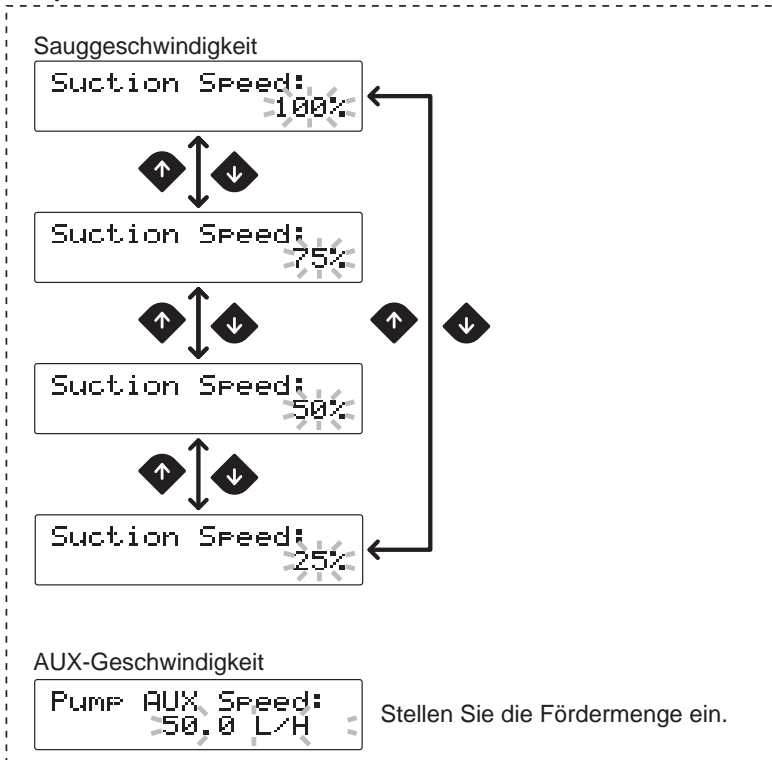 Sauggeschwindigkeit
Suction Speed:
100%
Suction Speed:
75%
Suction Speed:
50%
Suction Speed:
25%
AUX-Geschwindigkeit
Pump AUX Speed:
50.0 L/H
Stellen Sie die Fördermenge ein.